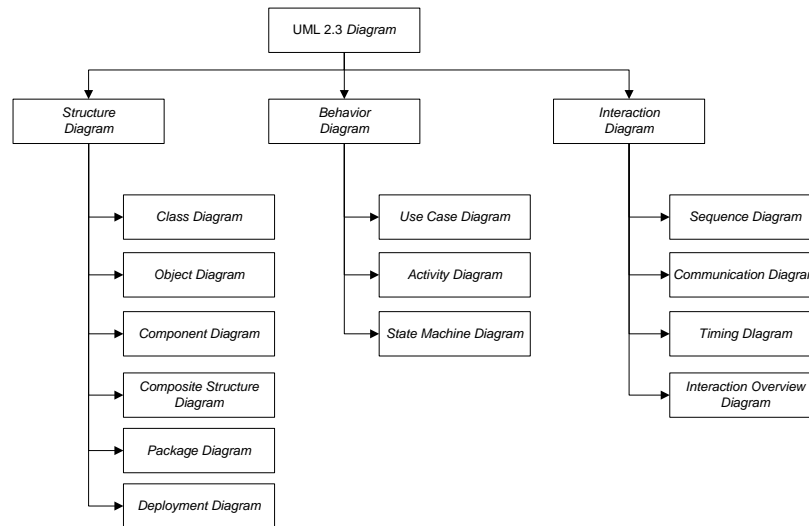 UML 2.3 Diagram
Structure
Diagram
Behavior
Diagram
Interaction
Diagram
Class Diagram
Object Diagram
Component Diagram
Composite Structure
Diagram
Package Diagram
Deployment Diagram
Use Case Diagram
Activity Diagram
State Machine Diagram
Sequence Diagram
Communication Diagram
Timing DIagram
Interaction Overview
Diagram